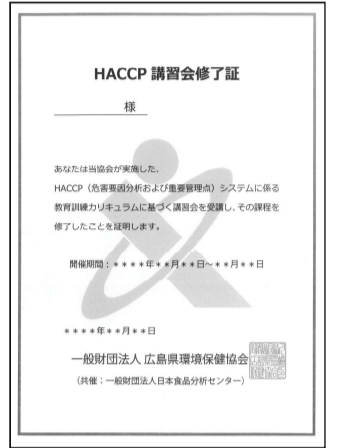 HACCP 講習会修了証
様
あなたは当協会が実施した、
HACCP（危害要因分析および重要管理点）システムに係る
教育訓練カリキュラムに基づく講習会を受講し、その課程を
修了したことを証明します。
開催期間：＊＊＊＊年＊＊月＊＊日～＊＊月＊＊日
＊＊＊＊年＊＊月＊＊日
一般財団法人 広島県環境保健協会
（共催：一般財団法人日本食品分析センター）